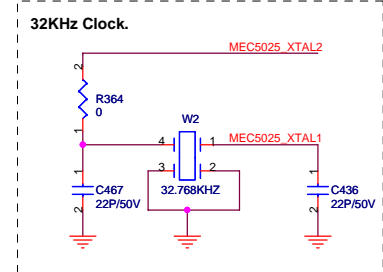 32KHz Clock.
MEC5025_XTAL2
2
R364
0
1
W2
4
1
MEC5025_XTAL1
3
2
1
C467
22P/50V
2
32.768KHZ
1
C436
22P/50V
2